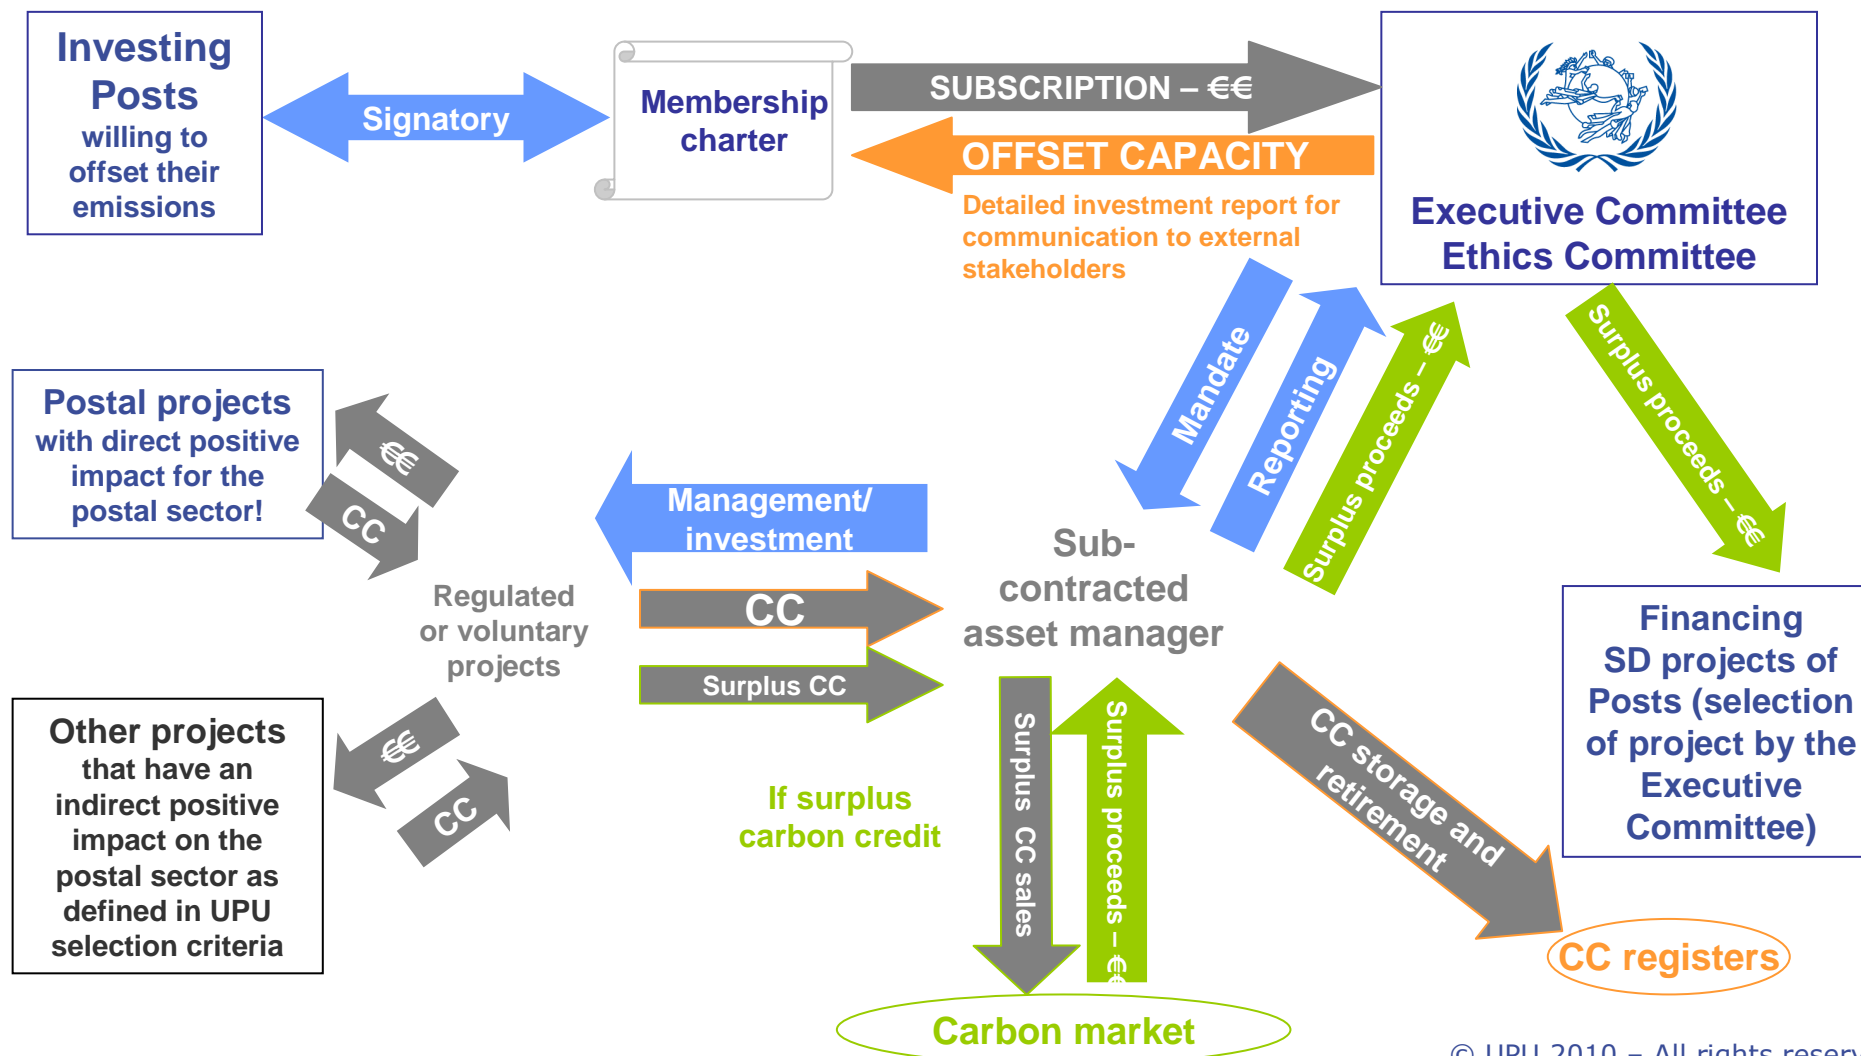 Investing
Posts
willing to
offset their
emissions
Signatory
Membership
charter
SUBSCRIPTION – €€
OFFSET CAPACITY
Detailed investment report for
communication to external
stakeholders
Executive Committee
Ethics Committee
Mandate
Reporting
Surplus proceeds – €€
Surplus proceeds – €€
Postal projects
with direct positive
impact for the
postal sector!
€€
CC
Management/
investment
Regulated
or voluntary
projects
CC
Surplus CC
Sub-
contracted
asset manager
Financing
SD projects of
Posts (selection
of project by the
Executive
Committee)
Other projects
that have an
indirect positive
impact on the
postal sector as
defined in UPU
selection criteria
€€
CC
If surplus
carbon credit
Surplus CC sales
Surplus proceeds – €€
CC storage and
retirement
CC registers
Carbon market
© UPU 2010 – All rights reserv